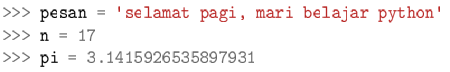 >>> pesan = 'selamat pagi, mari belajar python'
>>> n = 17
>>> pi = 3.1415926535897931